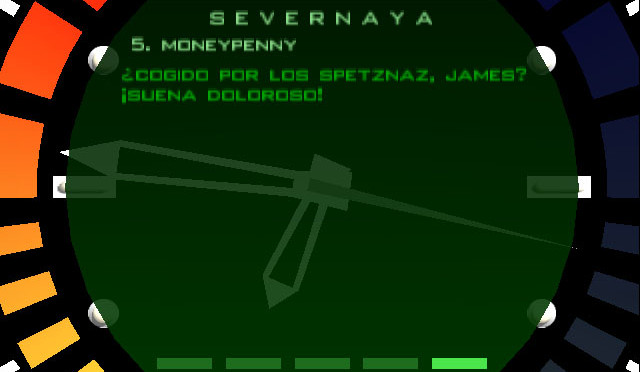 SEVERNAYA
5. MONEYPENNY
¿COGIDO POR LOS SPETZNAZ, JAMES?
¡SUENA DOLOROSO!